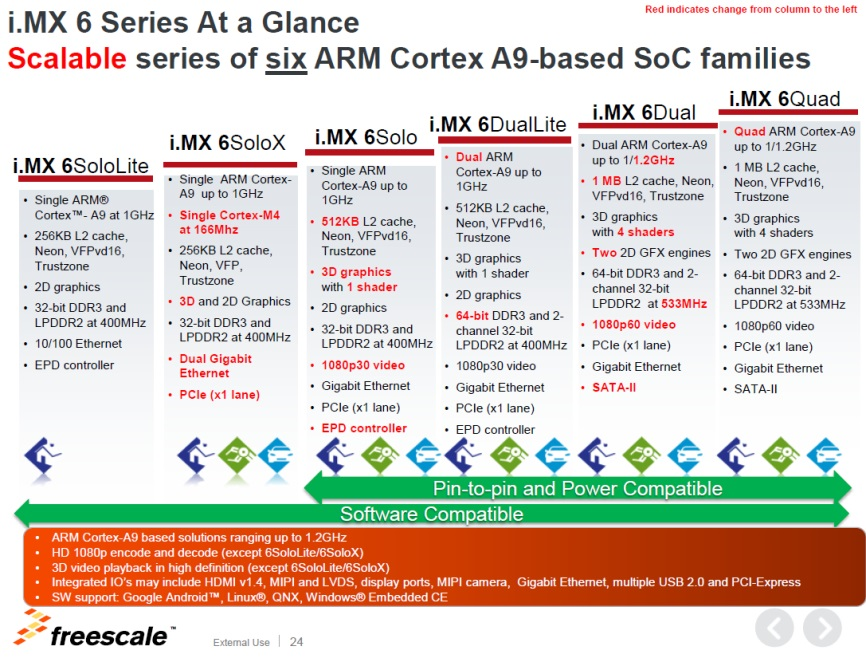 Red indicates change from column to the left
i.MX 6 Series At a Glance
Scalable series of six ARM Cortex A9-based SoC families
i.MX 6SoloLite
• Single ARM®
Cortex™- A9 at 1GHz
• 256KB L2 cache,
Neon, VFPvd16,
Trustzone
• 2D graphics
• 32-bit DDR3 and
LPDDR2 at 400MHz
• 10/100 Ethernet
• EPD controller
i.MX 6SoloX
• Single ARM Cortex-
A9 up to 1GHz
• Single Cortex-M4
at 166Mhz
• 256KB L2 cache,
Neon, VFP,
Trustzone
• 3D and 2D Graphics
• 32-bit DDR3 and
LPDDR2 at 400MHz
• Dual Gigabit
Ethernet
• PCIe (x1 lane)
i.MX 6Solo
• Single ARM
Cortex-A9 up to
1GHz
• 512KB L2 cache,
Neon, VFPvd16,
Trustzone
• 3D graphics
with 1 shader
• 2D graphics
• 32-bit DDR3 and
LPDDR2 at 400MHz
• 1080p30 video
• Gigabit Ethernet
• PCIe (x1 lane)
• EPD controller
i.MX 6DualLite
• Dual ARM
Cortex-A9 up to
1GHz
• 512KB L2 cache,
Neon, VFPvd16,
Trustzone
• 3D graphics
with 1 shader
• 2D graphics
• 64-bit DDR3 and 2-
channel 32-bit
LPDDR2 at 400MHz
• 1080p30 video
• Gigabit Ethernet
• PCIe (x1 lane)
• EPD controller
i.MX 6Dual
• Dual ARM Cortex-A9
up to 1/1.2GHz
• 1 MB L2 cache, Neon,
VFPvd16, Trustzone
• 3D graphics
with 4 shaders
• Two 2D GFX engines
• 64-bit DDR3 and 2-
channel 32-bit
LPDDR2 at 533MHz
• 1080p60 video
• PCIe (x1 lane)
• Gigabit Ethernet
• SATA-II
i.MX 6Quad
• Quad ARM Cortex-A9
up to 1/1.2GHz
• 1 MB L2 cache,
Neon, VFPvd16,
Trustzone
• 3D graphics
with 4 shaders
• Two 2D GFX engines
• 64-bit DDR3 and 2-
channel 32-bit
LPDDR2 at 533MHz
• 1080p60 video
• PCIe (x1 lane)
• Gigabit Ethernet
• SATA-II
Pin-to-pin and Power Compatible
Software Compatible
• ARM Cortex-A9 based solutions ranging up to 1.2GHz
• HD 1080p encode and decode (except 6SoloLite/6SoloX)
• 3D video playback in high definition (except 6SoloLite/6SoloX)
• Integrated IO's may include HDMI v1.4, MIPI and LVDS, display ports, MIPI camera, Gigabit Ethernet, multiple USB 2.0 and PCI-Express
• SW support: Google Android™, Linux®, QNX, Windows® Embedded CE
freescale™
External Use | 24